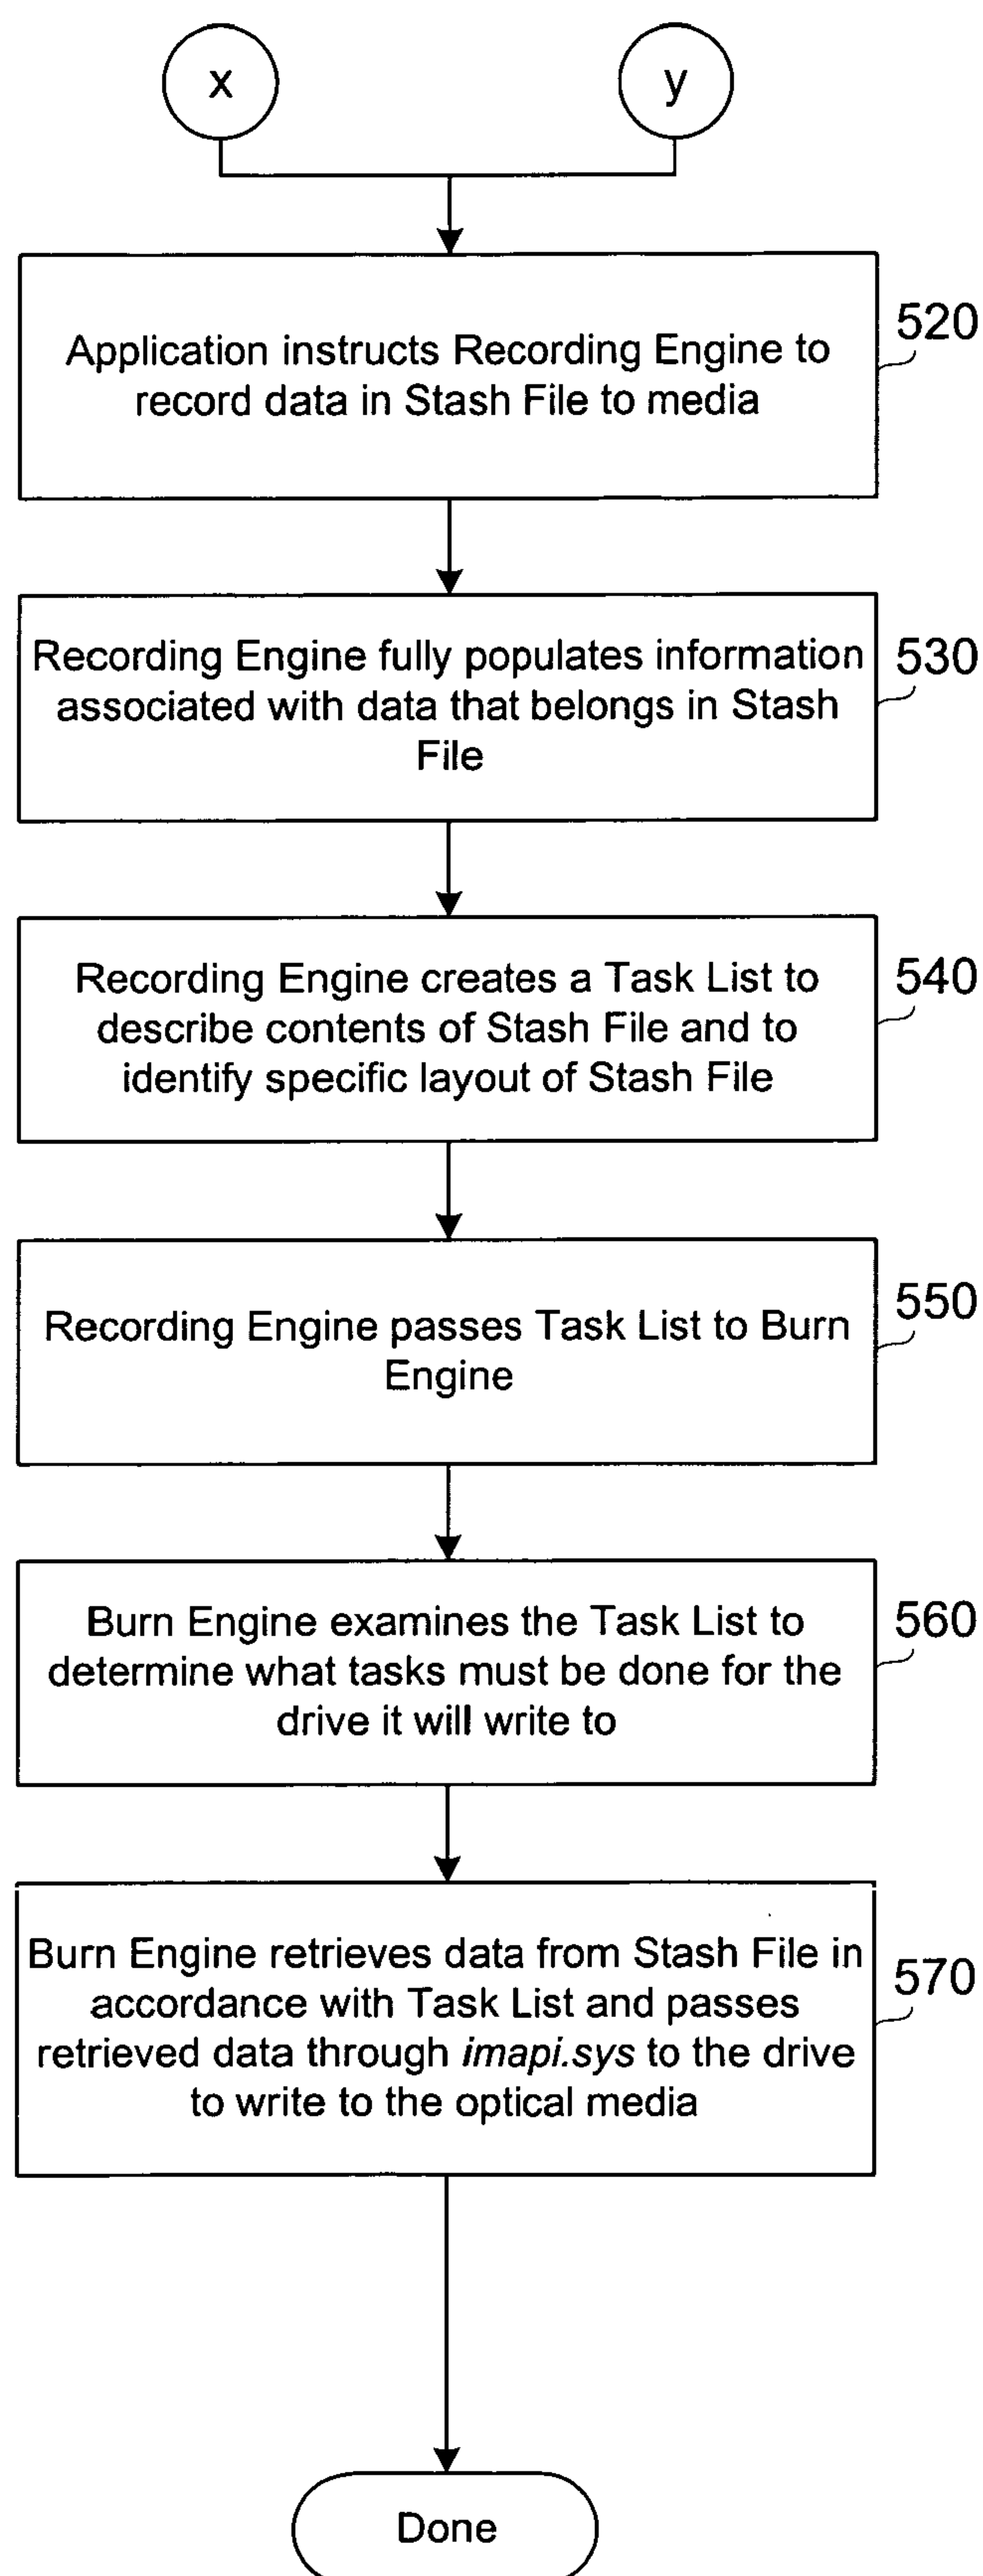 x
y
Application instructs Recording Engine to
record data in Stash File to media
520
Recording Engine fully populates information
associated with data that belongs in Stash
File
530
Recording Engine creates a Task List to
describe contents of Stash File and to
identify specific layout of Stash File
540
Recording Engine passes Task List to Burn
Engine
550
Burn Engine examines the Task List to
determine what tasks must be done for the
drive it will write to
560
Burn Engine retrieves data from Stash File in
accordance with Task List and passes
retrieved data through imapi.sys to the drive
to write to the optical media
570
Done